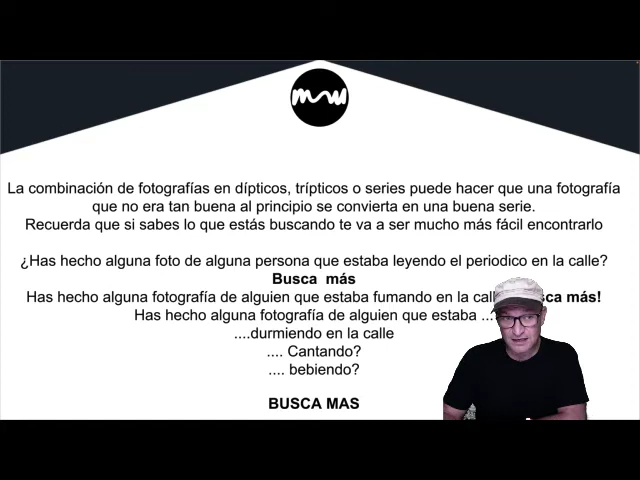 msu
La combinación de fotografías en dípticos, trípticos o series puede hacer que una fotografía
que no era tan buena al principio se convierta en una buena serie.
Recuerda que si sabes lo que estás buscando te va a ser mucho más fácil encontrarlo
¿Has hecho alguna foto de alguna persona que estaba leyendo el periodico en la calle?
Busca más
Has hecho alguna fotografía de alguien que estaba fumando en la más!
Has hecho alguna fotografía de alguien que estaba ...
....durmiendo en la calle
.... Cantando?
.... bebiendo?
BUSCA MAS